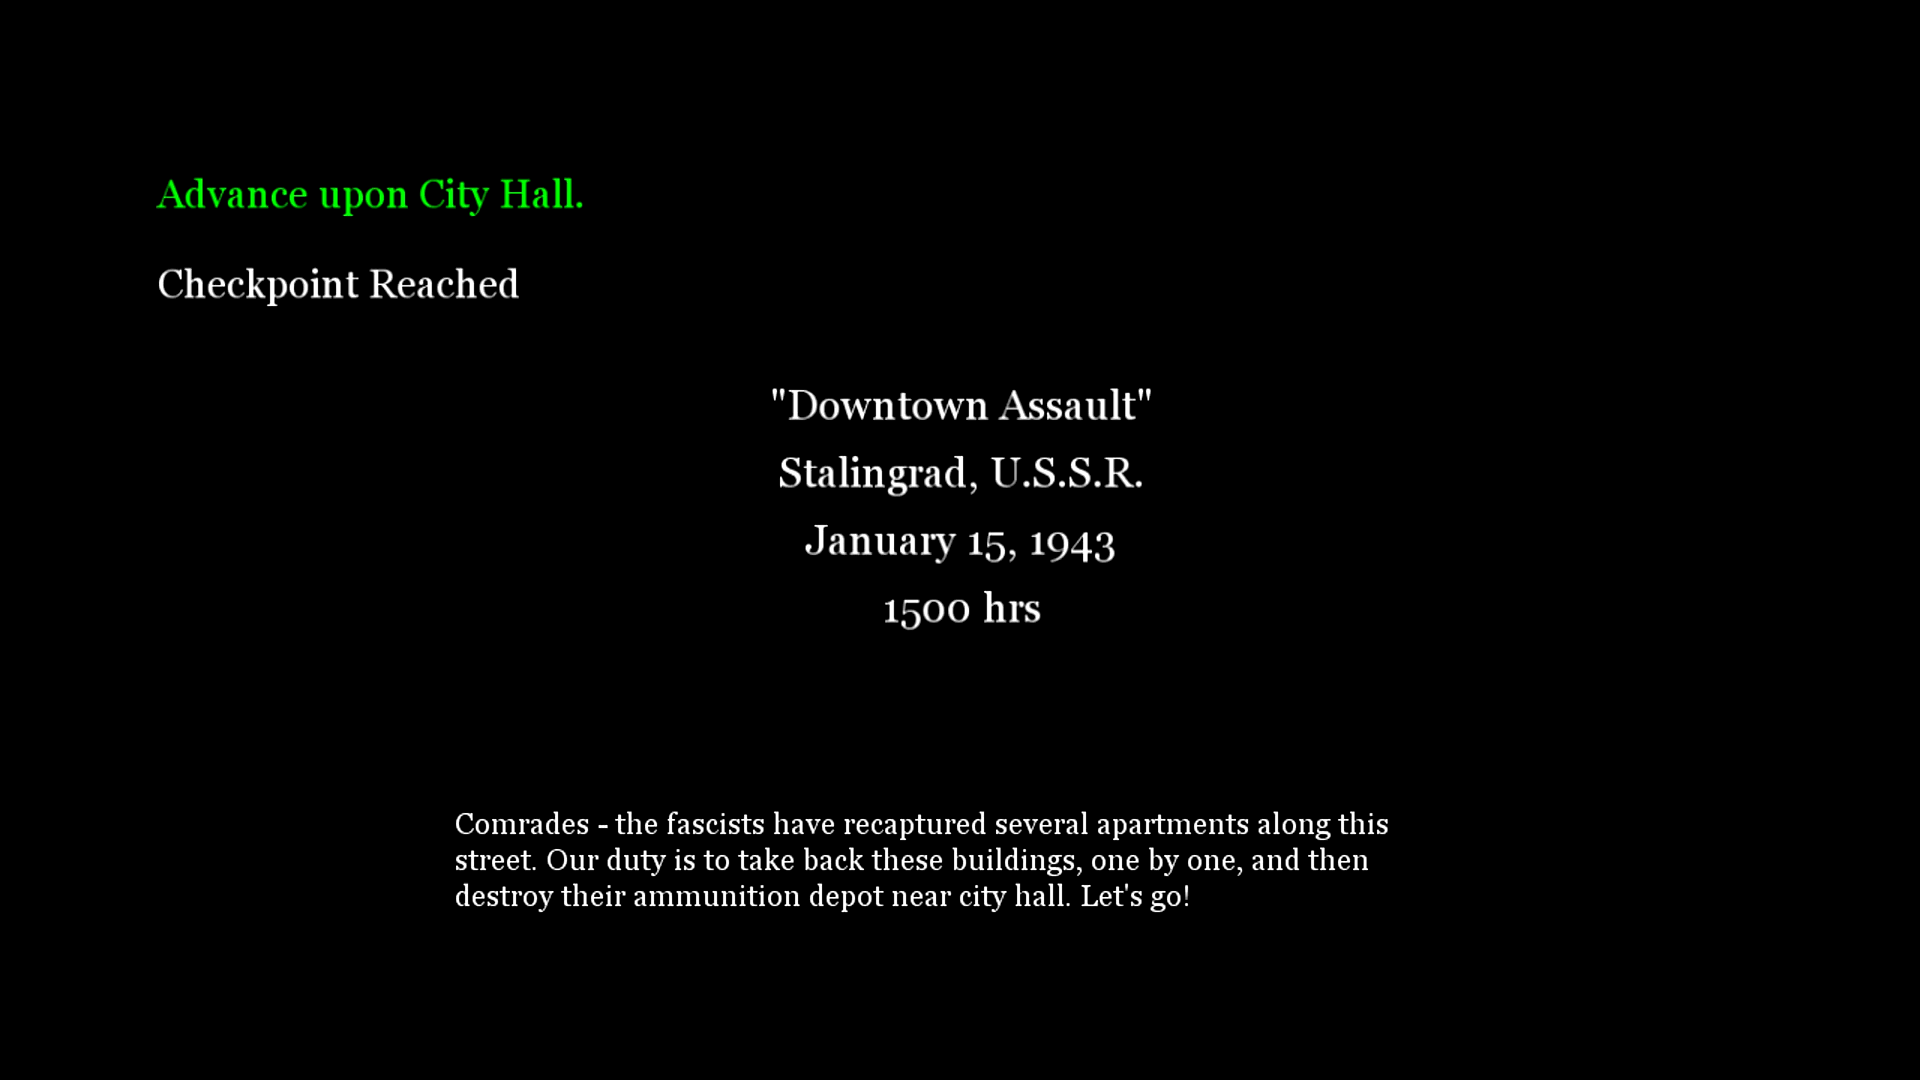 Advance upon City Hall.
Checkpoint Reached
"Downtown Assault"
Stalingrad, U.S.S.R.
January 15, 1943
1500 hrs
Comrades - the fascists have recaptured several apartments along this
street. Our duty is to take back these buildings, one by one, and then
destroy their ammunition depot near city hall. Let's go!